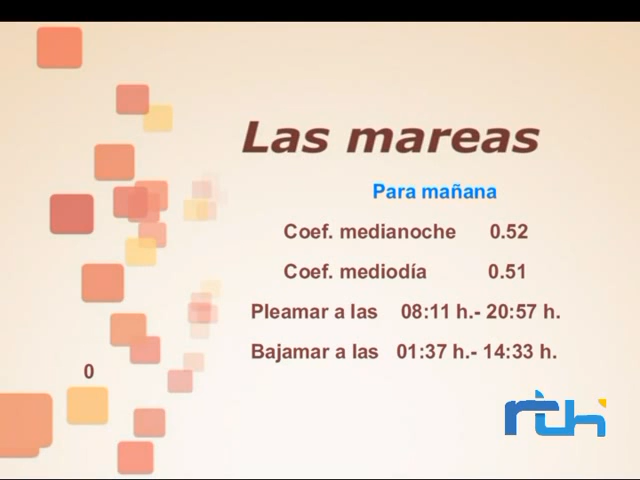 Las mareas
Para mañana
Coef. medianoche 0.52
Coef. mediodía 0.51
Pleamar a las 08:11 h.- 20:57 h.
Bajamar a las 01:37 h.- 14:33 h.
0
rth